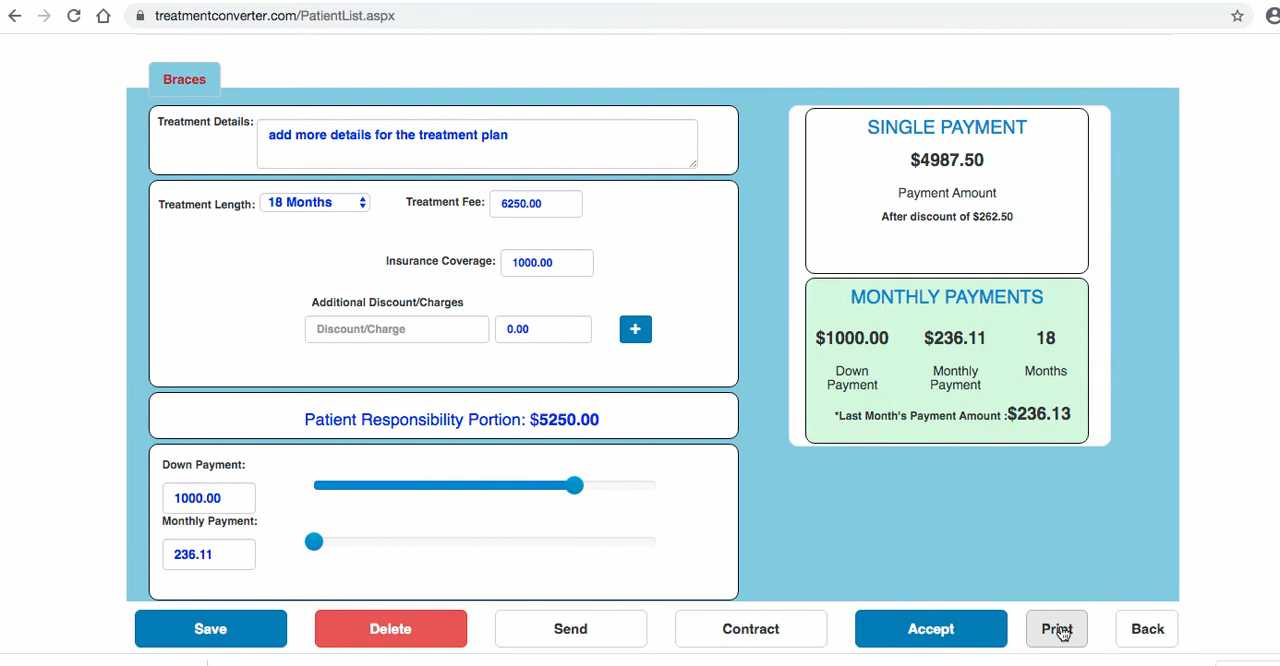 treatmentconverter.com/PatientList.aspx
Braces
Treatment Details:
add more details for the treatment plan
Treatment Length: 18 Months
Treatment Fee: 6250.00
Insurance Coverage: 1000.00
Additional Discount/Charges
Discount/Charge 0.00 +
Patient Responsibility Portion: $5250.00
Down Payment:
1000.00
Monthly Payment:
236.11
SINGLE PAYMENT
$4987.50
Payment Amount
After discount of $262.50
MONTHLY PAYMENTS
$1000.00 $236.11 18
Down Payment Monthly Payment Months
*Last Month's Payment Amount :$236.13
Save Delete Send Contract Accept Print Back